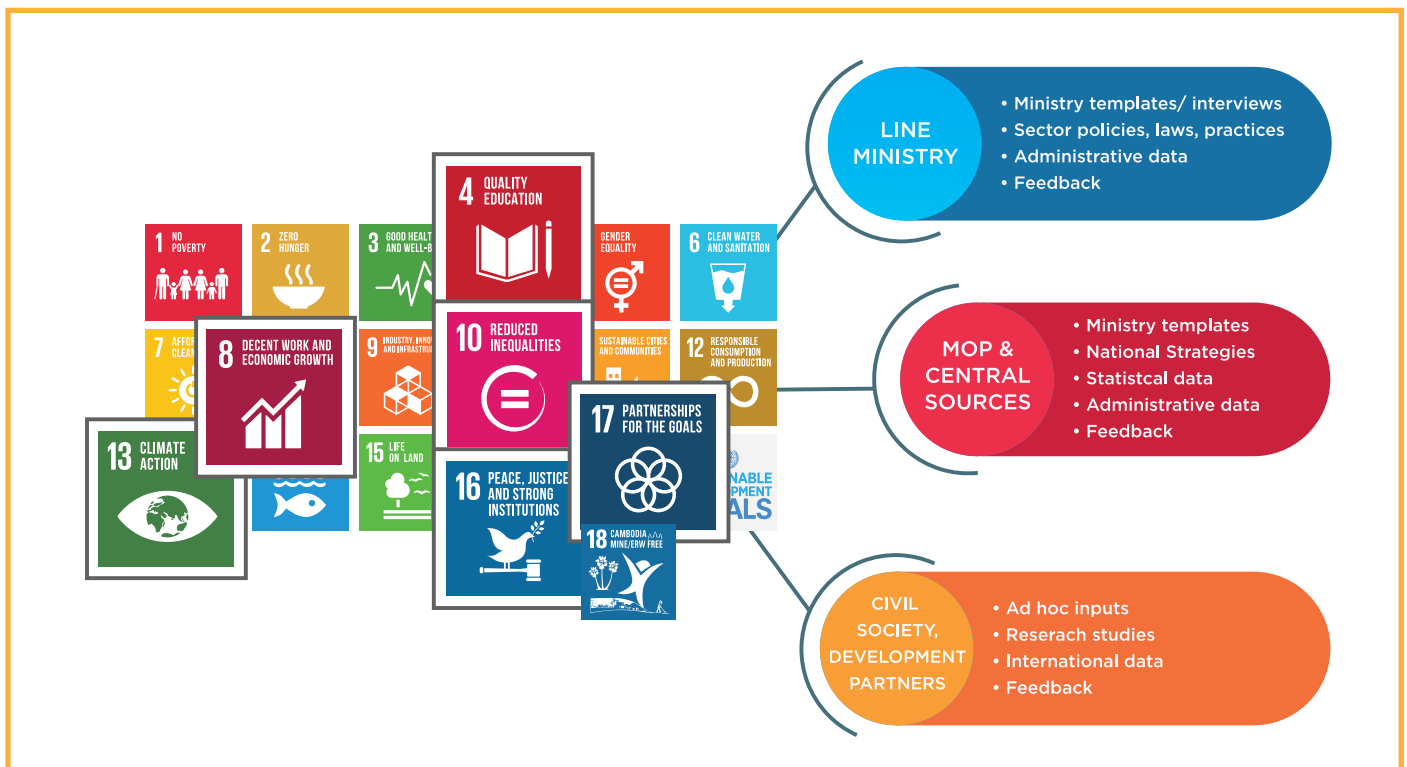 1 NO
POVERTY
2 ZERO
HUNGER
3 GOOD HEALT
AND WELL-B
4 QUALITY
EDUCATION
GENDER
EQUALITY
6 CLEAN WATER
AND SANITATION
7 AFFOR
CLEAN
8 DECENT WORK AND
ECONOMIC GROWTH
9 INDUSTRY, INNOV
AND INFRASTRUC
10 REDUCED
INEQUALITIES
SUSTAINABLE CITIES
AND COMMUNITIES
12 RESPONSIBLE
CONSUMPTION
AND PRODUCTION
13 CLIMATE
ACTION
15 LIFE
ON LAND
16 PEACE, JUSTICE
AND STRONG
INSTITUTIONS
17 PARTNERSHIPS
FOR THE GOALS
NABLE
PMENT
ALS
18 CAMBODIA
MINE/ERW FREE
LINE
MINISTRY
• Ministry templates/ interviews
• Sector policies, laws, practices
• Administrative data
• Feedback
MOP &
CENTRAL
SOURCES
• Ministry templates
• National Strategies
• Statistcal data
• Administrative data
• Feedback
CIVIL
SOCIETY,
DEVELOPMENT
PARTNERS
• Ad hoc inputs
• Reserach studies
• International data
• Feedback